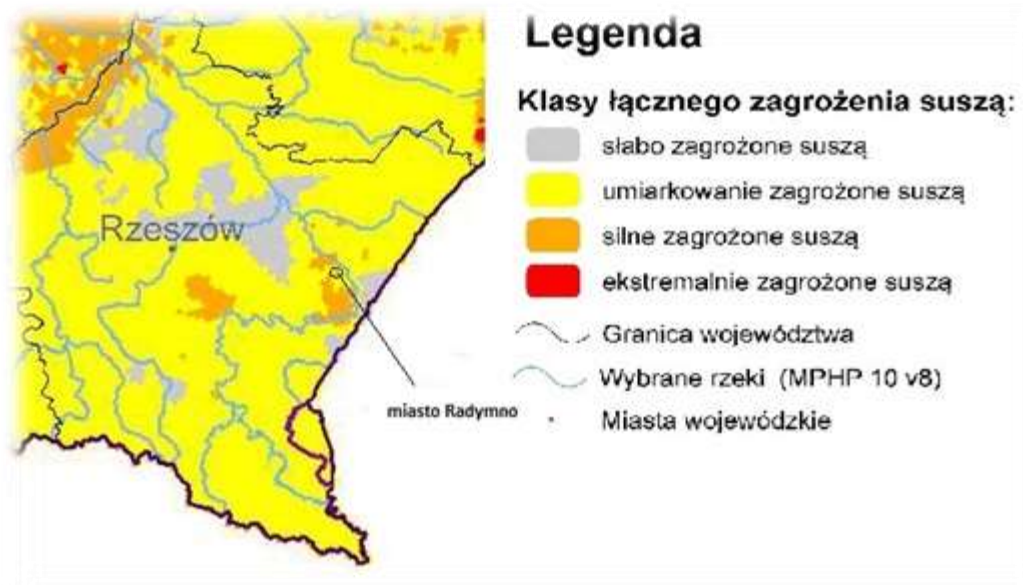 Legenda
Klasy łącznego zagrożenia suszą:
słabo zagrożone suszą
umiarkowanie zagrożone suszą
silne zagrożone suszą
ekstremalnie zagrożone suszą
Granica województwa
Wybrane rzeki (MPHP 10 v8)
Miasta wojewódzkie
Rzeszów
miasto Radymno